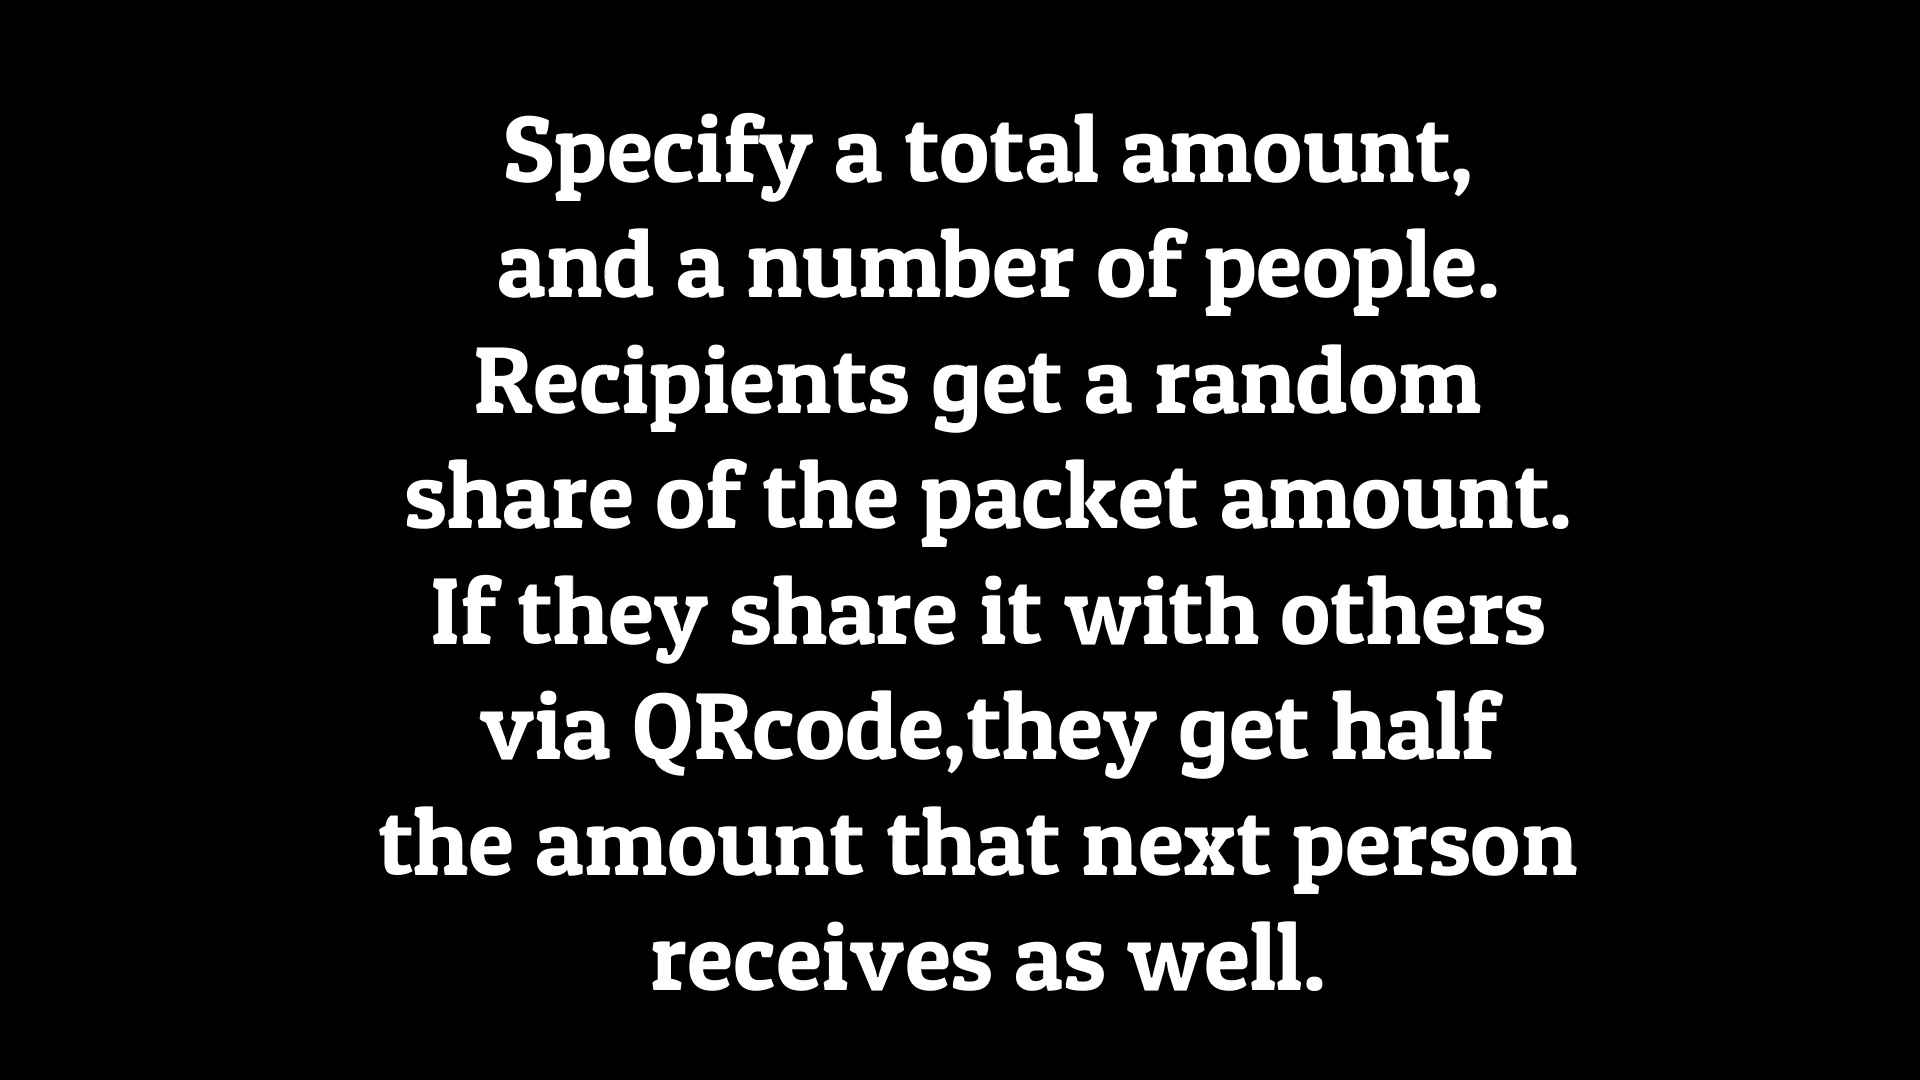 Specify a total amount,
and a number of people.
Recipients get a random
share of the packet amount.
If they share it with others
via QRcode,they get half
the amount that next person
receives as well.